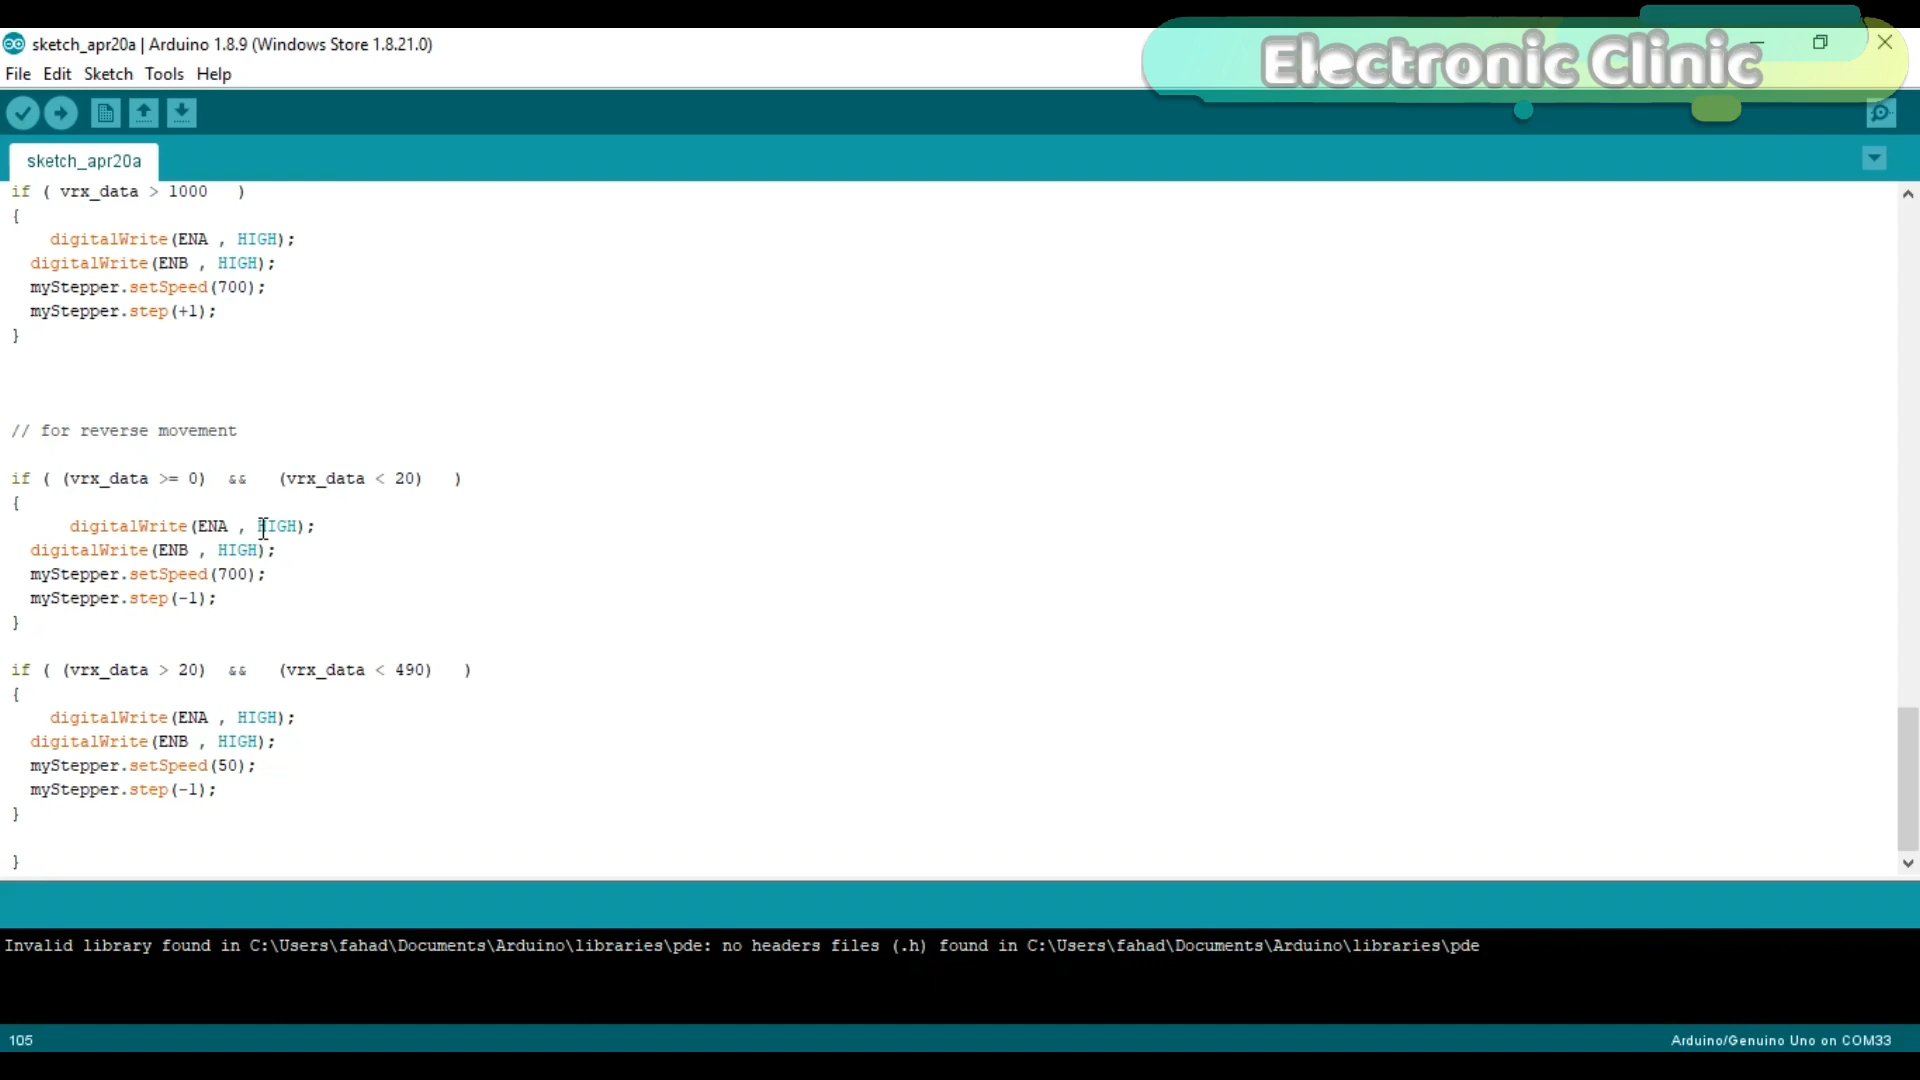 Electronic Clinic
sketch_apr20a | Arduino 1.8.9 (Windows Store 1.8.21.0)
File Edit Sketch Tools Help
sketch_apr20a
if ( vrx_data > 1000   )
{
    digitalWrite(ENA , HIGH);
  digitalWrite(ENB , HIGH);
  myStepper.setSpeed(700);
  myStepper.step(+1);
}
// for reverse movement
if ( (vrx_data >= 0)  &&   (vrx_data < 20)   )
{
      digitalWrite(ENA , HIGH);
  digitalWrite(ENB , HIGH);
  myStepper.setSpeed(700);
  myStepper.step(-1);
}
if ( (vrx_data > 20)  &&   (vrx_data < 490)   )
{
    digitalWrite(ENA , HIGH);
  digitalWrite(ENB , HIGH);
  myStepper.setSpeed(50);
  myStepper.step(-1);
}
}
Invalid library found in C:\Users\fahad\Documents\Arduino\libraries\pde: no headers files (.h) found in C:\Users\fahad\Documents\Arduino\libraries\pde
105
Arduino/Genuino Uno on COM33